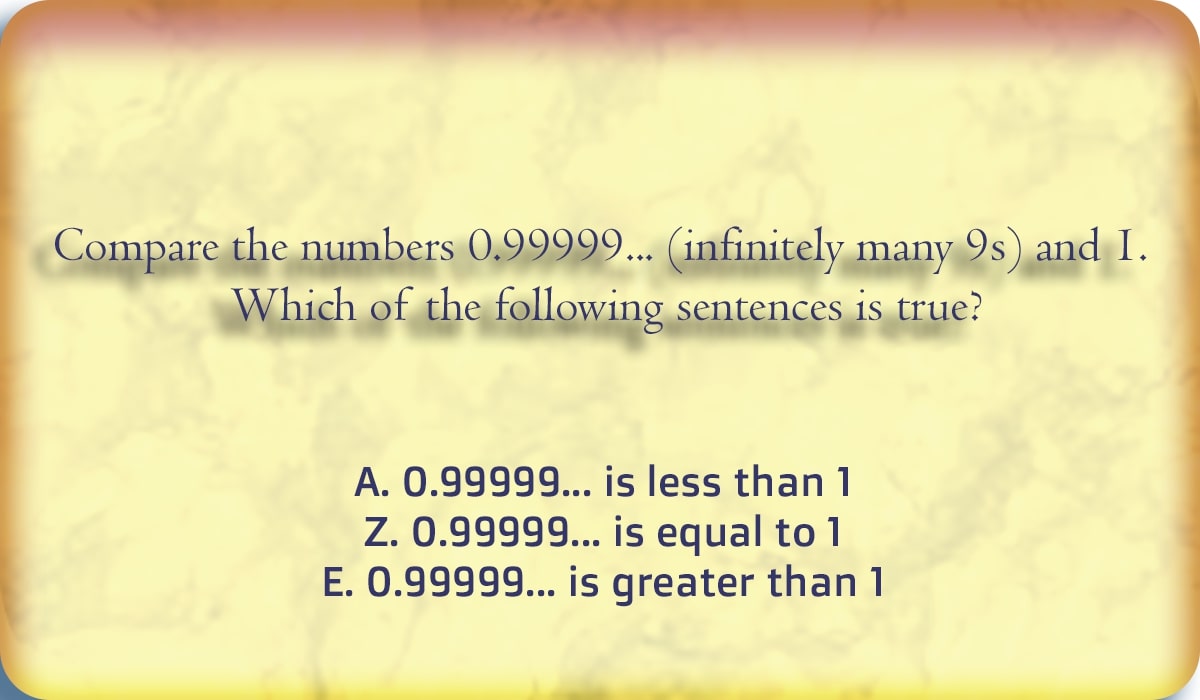 Compare the numbers 0.99999... (infinitely many 9s) and 1.
Which of the following sentences is true?
A. 0.99999... is less than 1
Z. 0.99999... is equal to 1
E. 0.99999... is greater than 1